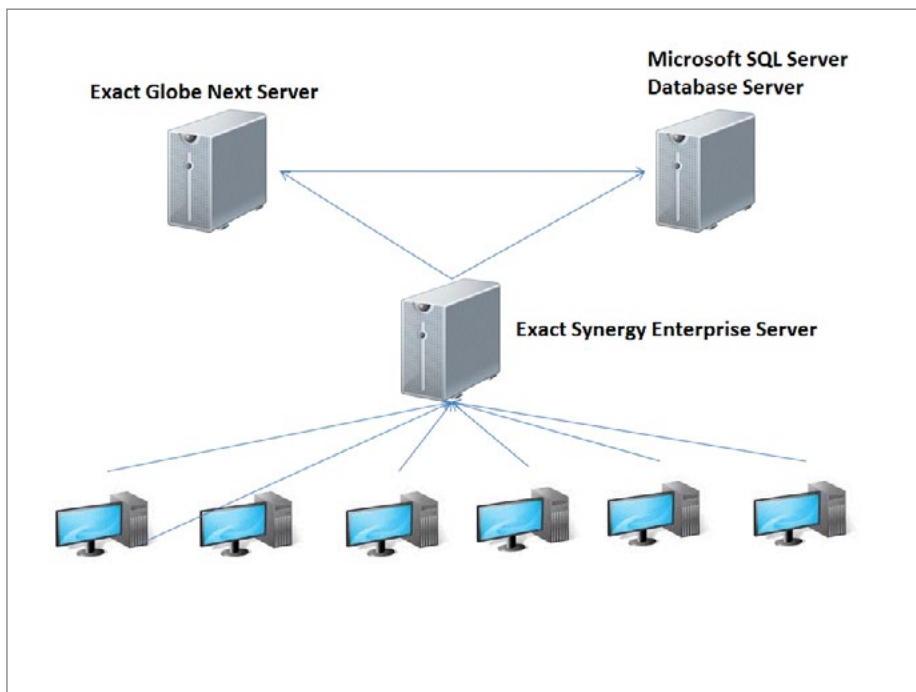 Exact Globe Next Server
Microsoft SQL Server
Database Server
Exact Synergy Enterprise Server